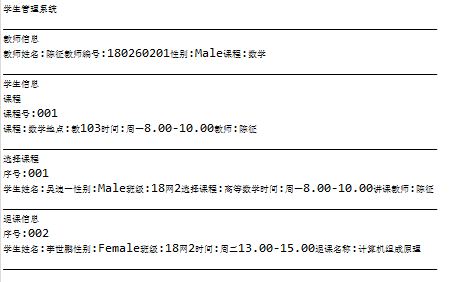 学生管理系统
教师信息
教师姓名:陈征教师编号:180260201性别:Male课程:数学
学生信息
课程
课程号:001
课程:数学地点:教103时间:周一8.00-10.00教师:陈征
选择课程
序号:001
学生姓名:吴逸一性别:Male班级:18网2选择课程:高等数学时间:周一8.00-10.00讲课教师:陈征
退课信息
序号:002
学生姓名:李世鹏性别:Female班级:18网2时间:周二13.00-15.00退课名称:计算机组成原理